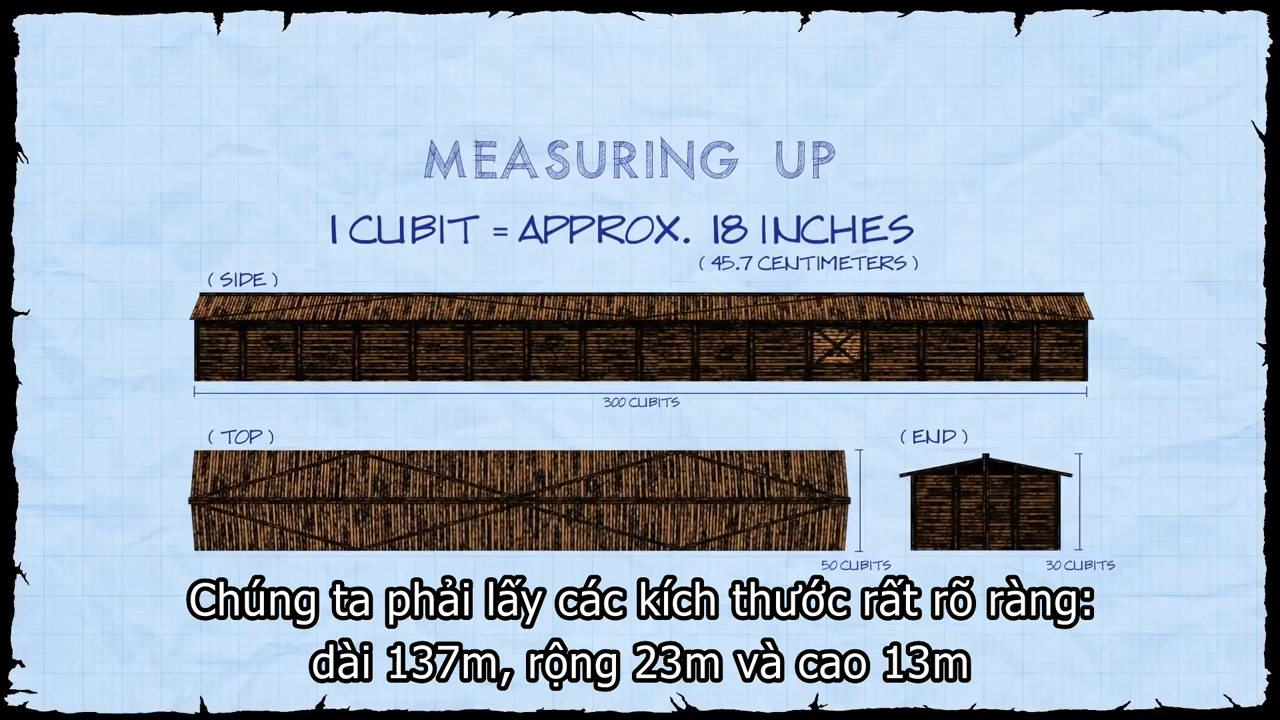 MEASURING UP
1 CUBIT = APPROX. 18 INCHES
( 45.7 CENTIMETERS )
( SIDE )
300 CUBITS
( TOP )
( END )
50 CUBITS
30 CUBITS
Chúng ta phải lấy các kích thước rất rõ ràng:
dài 137m, rộng 23m và cao 13m